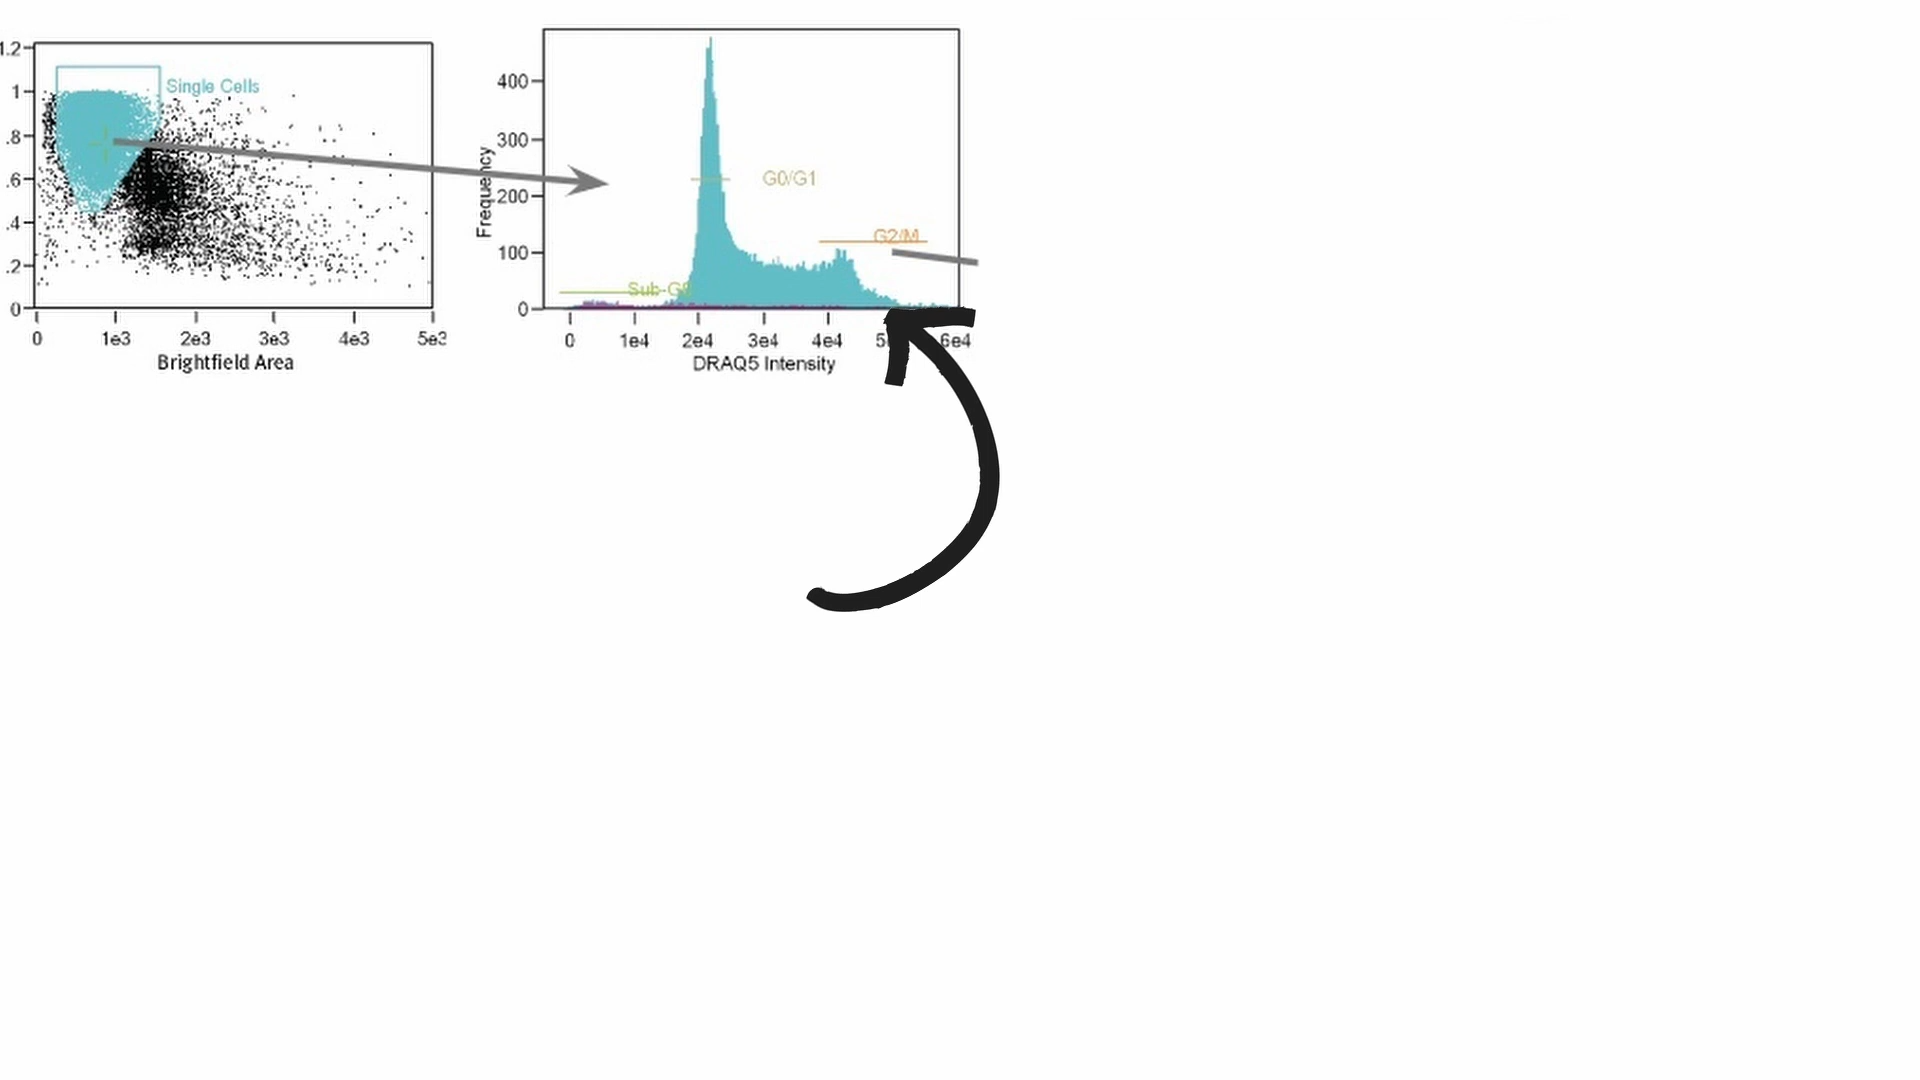 1.2
1
.8
.6
.4
.2
0
0 1e3 2e3 3e3 4e3 5e3
Brightfield Area
Single Cells
Frequency
400
300
200
100
0
0 1e4 2e4 3e4 4e4 6e4
DRAQ5 Intensity
G0/G1
G2/M